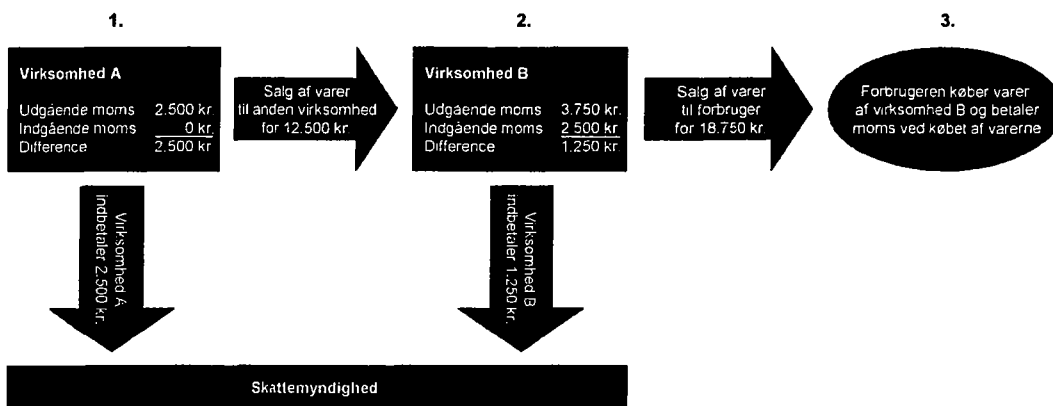 1.
2.
3.
Virksomhed A
Udgående moms 2.500 kr.
Indgående moms 0 kr.
Difference 2.500 kr.
Salg af varer
til anden virksomhed
for 12.500 kr
Virksomhed B
Udgående moms 3.750 kr.
Indgående moms 2 500 kr.
Difference 1.250 kr.
Salg af varer
til forbruger
for 18.750 kr.
Forbrugeren køber varer
af virksomhed B og betaler
moms ved købet af varerne
Virksomhed A
indbetaler 2.500 kr.
Virksomhed B
indbetaler 1.250 kr.
Skattemyndighed